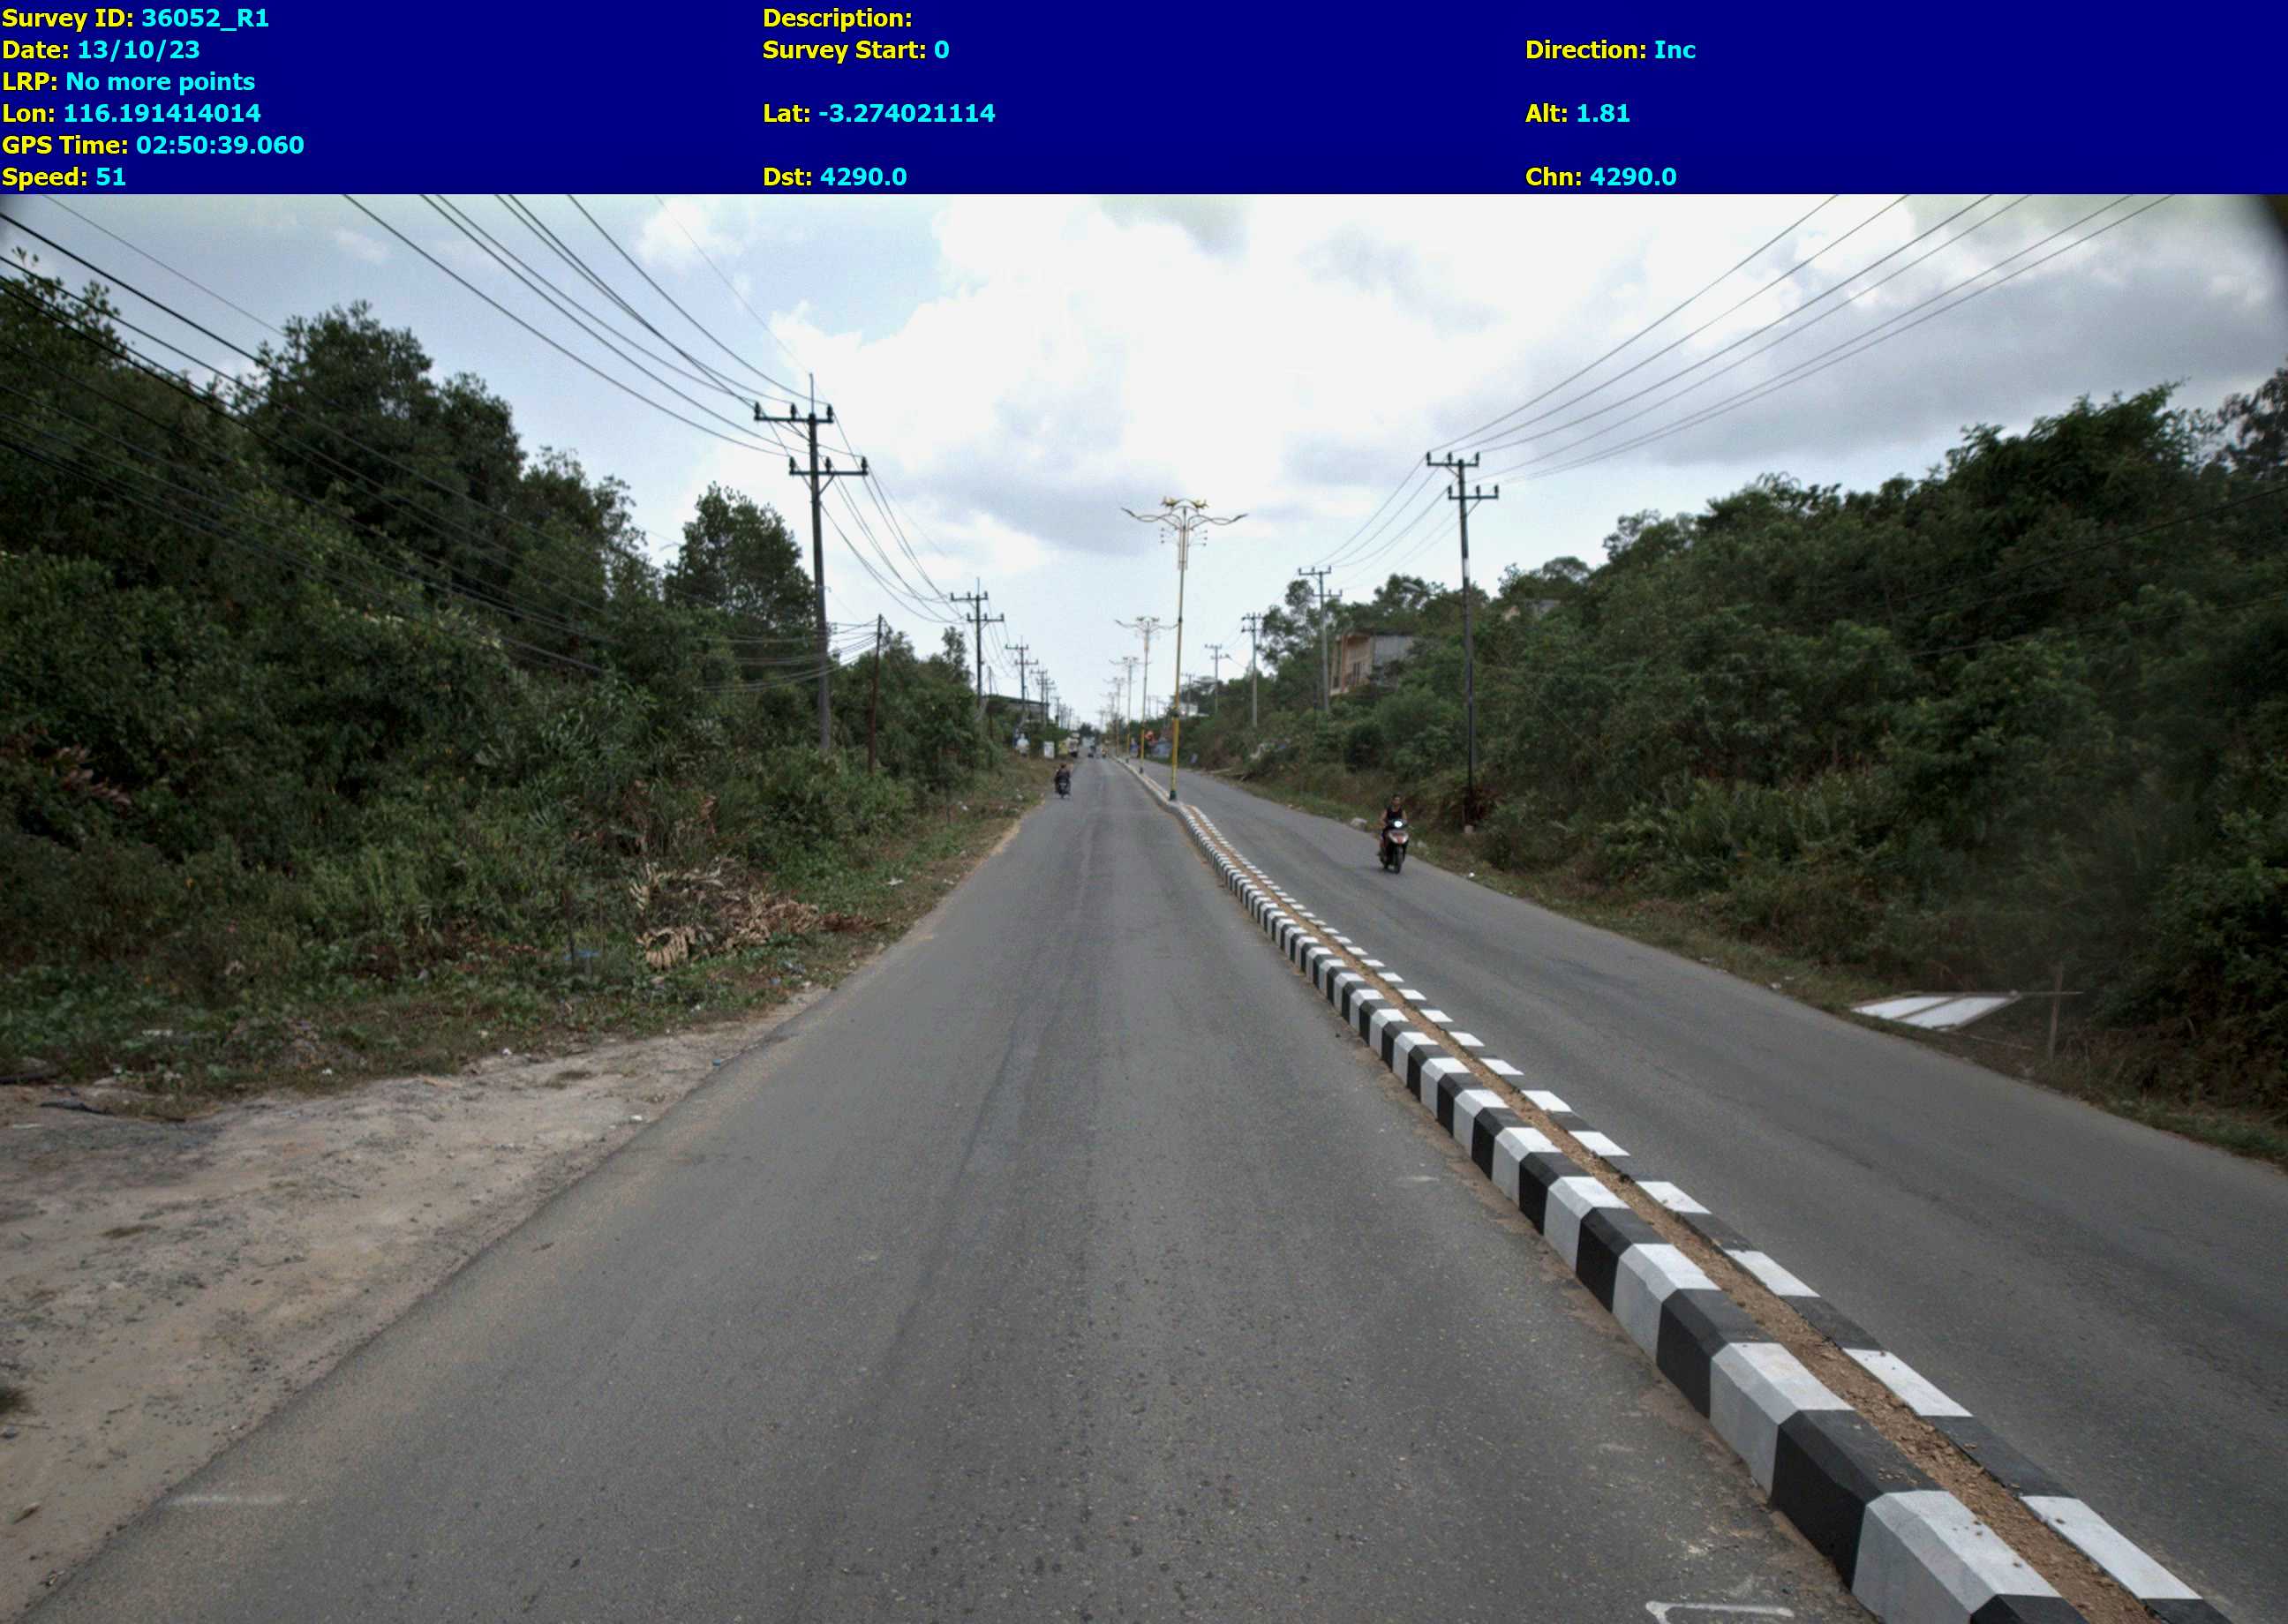 Survey ID: 36052_R1
Description:
Date: 13/10/23
Survey Start: 0
Direction: Inc
LRP: No more points
Lon: 116.191414014
Lat: -3.274021114
Alt: 1.81
GPS Time: 02:50:39.060
Speed: 51
Dst: 4290.0
Chn: 4290.0